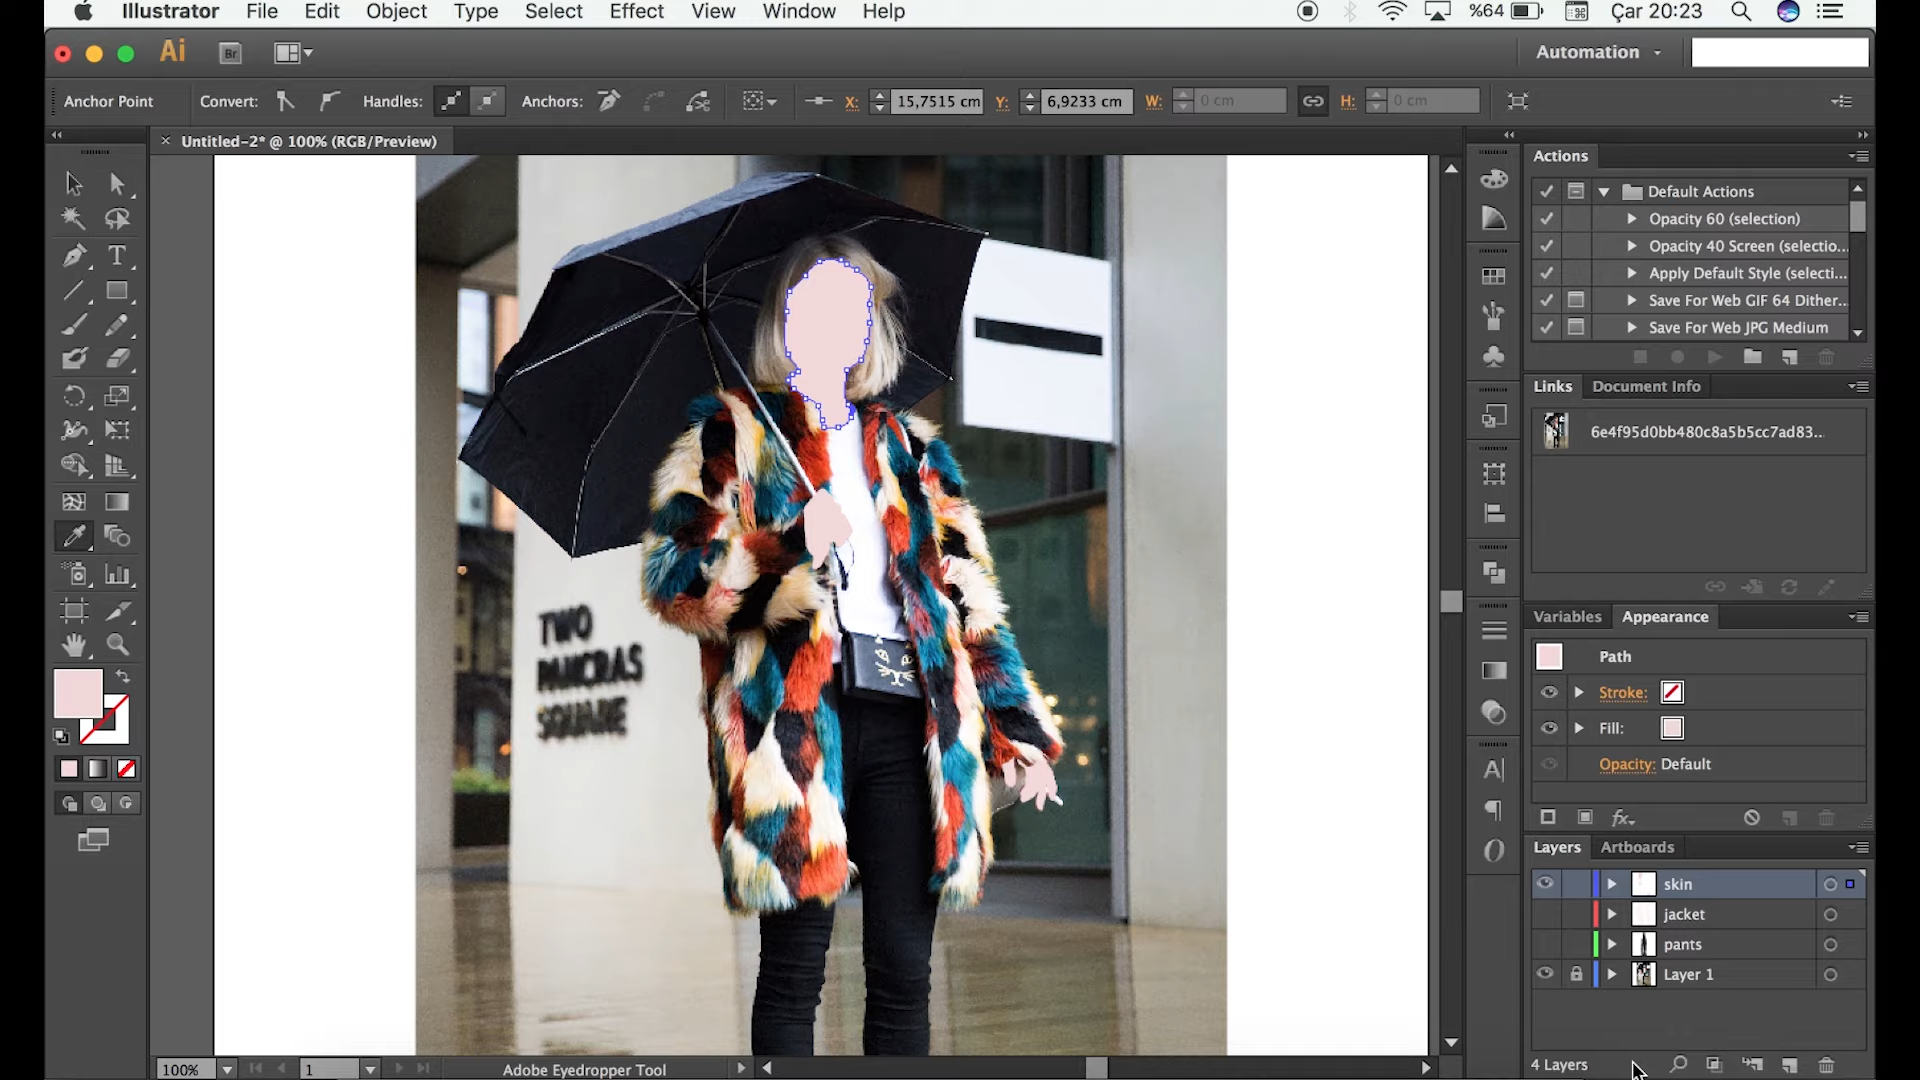 Illustrator File Edit Object Type Select Effect View Window Help %64 Çar 20:23
Ai Br Automation
Anchor Point Convert: Handles: Anchors: X: 15,7515 cm Y: 6,9233 cm W: 0 cm H: 0 cm
Untitled-2* @ 100% (RGB/Preview)
Actions
Default Actions
Opacity 60 (selection)
Opacity 40 Screen (selectio...
Apply Default Style (selecti...
Save For Web GIF 64 Dither...
Save For Web JPG Medium
Links Document Info
6e4f95d0bb480c8a5b5cc7ad83...
Variables Appearance
Path
Stroke:
Fill:
Opacity: Default
fx
Layers Artboards
skin
jacket
pants
Layer 1
4 Layers
TWO
PANCRAS
SQUARE
100% 1 Adobe Eyedropper Tool